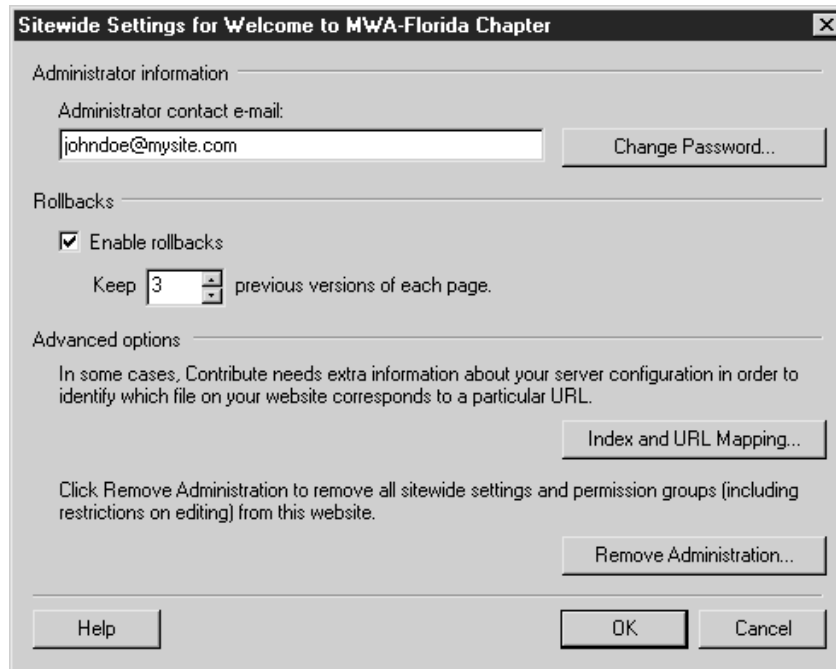 Sitewide Settings for Welcome to MWA-Florida Chapter
Administrator information
Administrator contact e-mail:
johndoe@mysite.com
Change Password...
Rollbacks
Enable rollbacks
Keep 3 previous versions of each page.
Advanced options
In some cases, Contribute needs extra information about your server configuration in order to
identify which file on your website corresponds to a particular URL.
Index and URL Mapping...
Click Remove Administration to remove all sitewide settings and permission groups (including
restrictions on editing) from this website.
Remove Administration...
Help
OK
Cancel